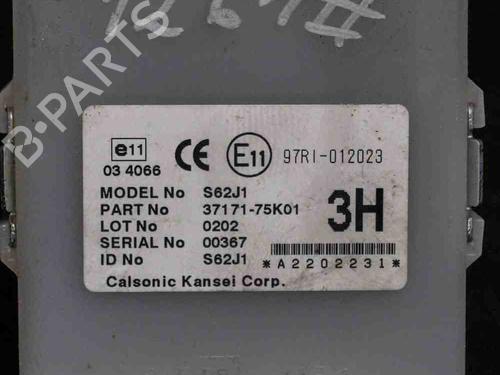 B-PARTS
e11
03 4066
CE
E11
97RI-012023
MODEL No S62J1
PART No 37171-75K01
LOT No 0202
SERIAL No 00367
ID No S62J1
3H
*A2202231*
Calsonic Kansei Corp.